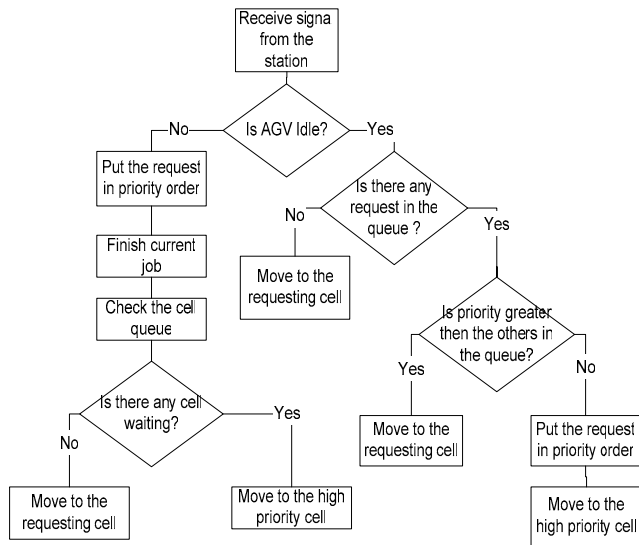 Receive signa
from the
station
Is AGV Idle?
No
Yes
Put the request
in priority order
Is there any
request in the
queue ?
No
Yes
Finish current
job
Move to the
requesting cell
Check the cell
queue
Is priority greater
then the others in
the queue?
Yes
No
Is there any cell
waiting?
No
Yes
Move to the
requesting cell
Put the request
in priority order
Move to the
requesting cell
Move to the high
priority cell
Move to the
high priority cell